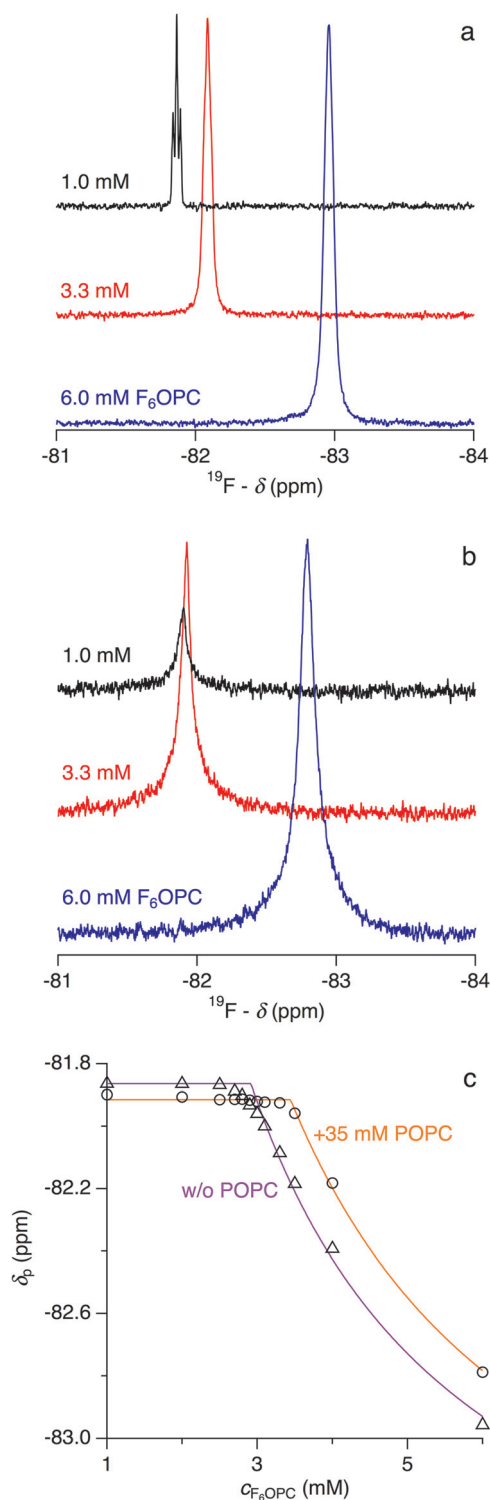 a
1.0 mM
3.3 mM
6.0 mM F₆OPC
-81 -82 -83 -84
¹⁹F - δ (ppm)
b
1.0 mM
3.3 mM
6.0 mM F₆OPC
-81 -82 -83 -84
¹⁹F - δ (ppm)
c
-81.8
-82.2
-82.6
-83.0
δₚ (ppm)
+35 mM POPC
w/o POPC
1 3 5
c_F₆OPC (mM)